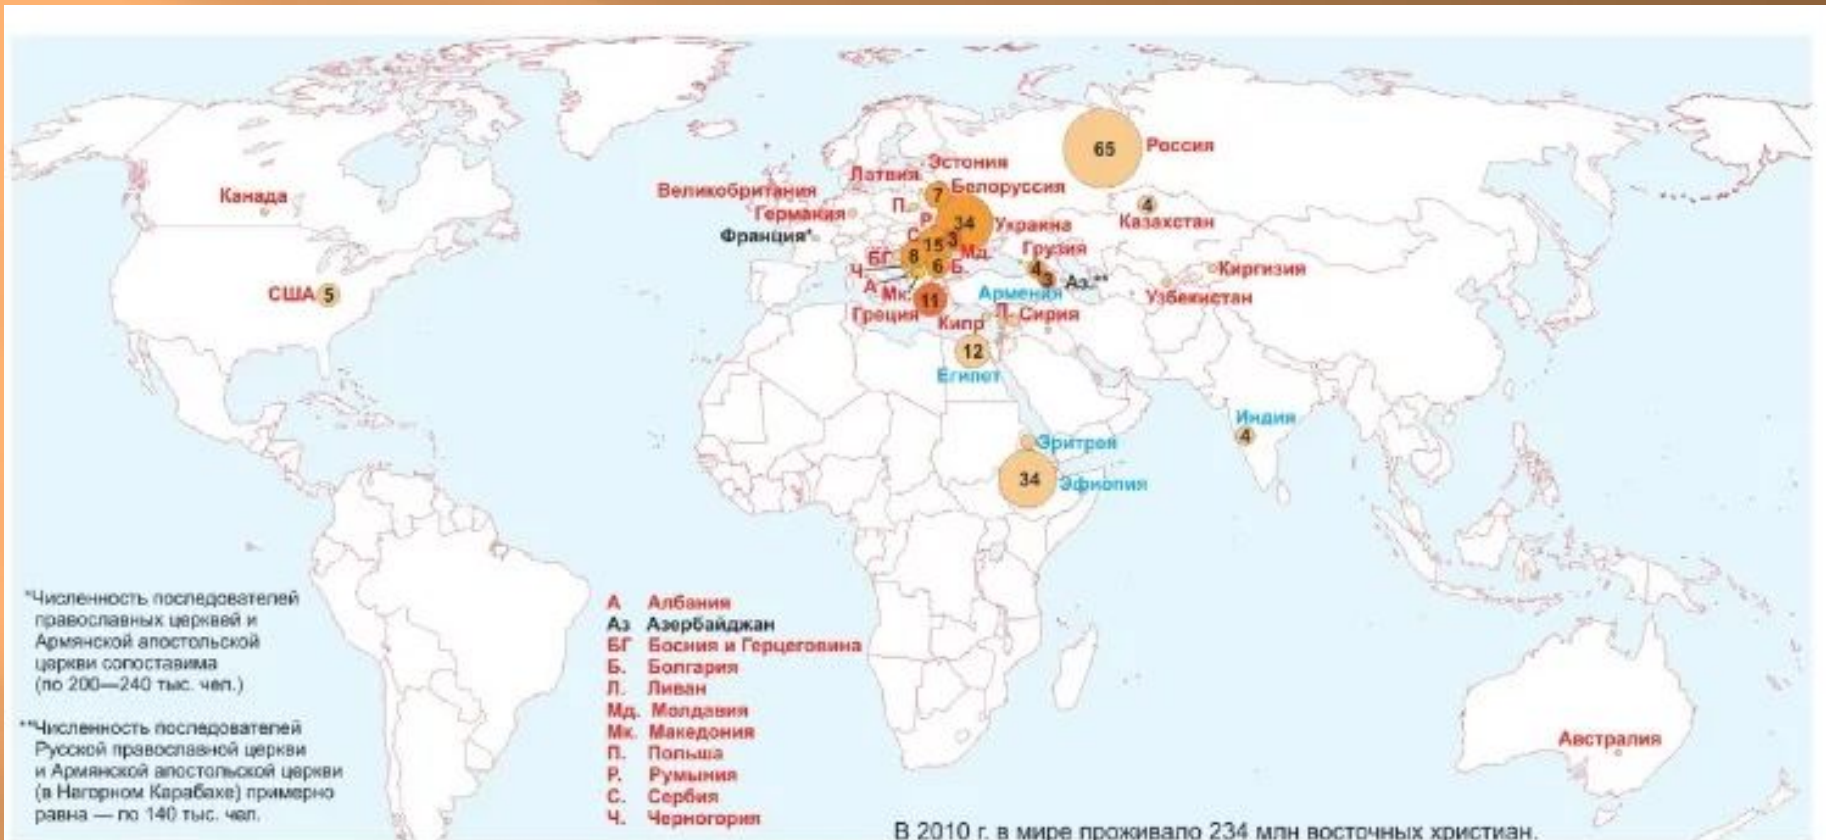 Россия
65
Эстония
Латвия
Великобритания
Белоруссия
7
Канада
Германия
П.
4
Казахстан
Р.
34
Украина
Франция*
С.
15
3
Мд.
Грузия
БГ
8
6
Б.
Ч.
4
3
Аз.**
Киргизия
А
Мк.
Армения
Узбекистан
США
5
11
Греция
Кипр
Л.
Сирия
12
Египет
Индия
4
Эритрея
34
Эфиопия
Австралия
*Численность последователей
православных церквей и
Армянской апостольской
церкви сопоставима
(по 200—240 тыс. чел.)
**Численность последователей
Русской православной церкви
и Армянской апостольской церкви
(в Нагорном Карабахе) примерно
равна — по 140 тыс. чел.
А Албания
Аз Азербайджан
БГ Босния и Герцеговина
Б. Болгария
Л. Ливан
Мд. Молдавия
Мк. Македония
П. Польша
Р. Румыния
С. Сербия
Ч. Черногория
В 2010 г. в мире проживало 234 млн восточных христиан.